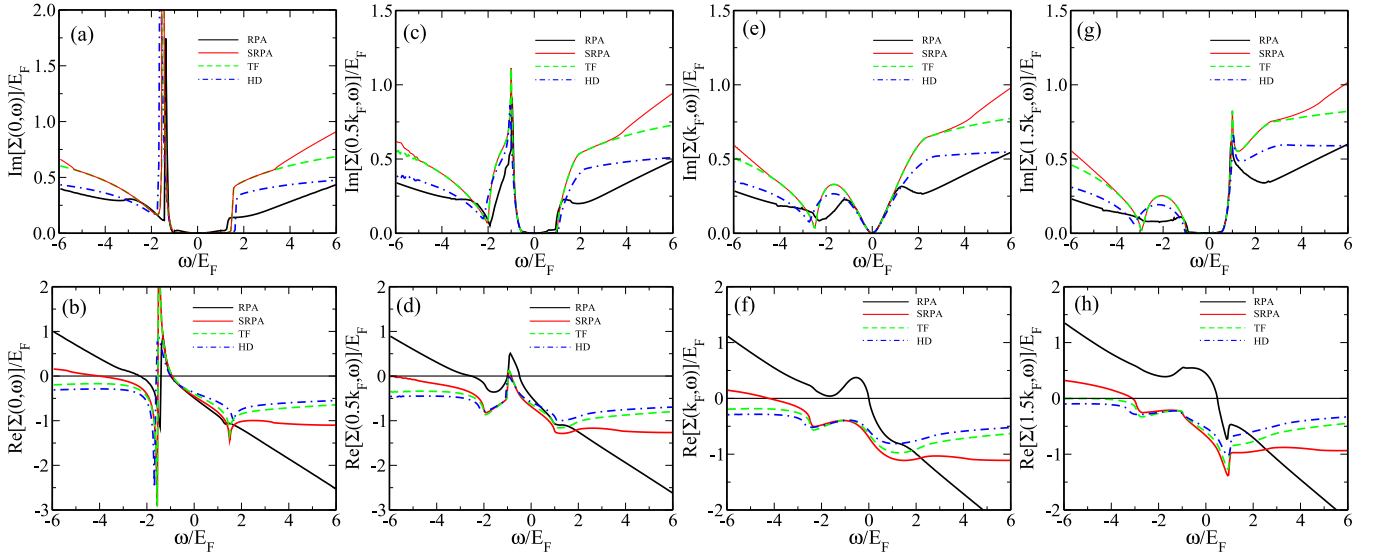 (a)
Im[Σ(0,ω)]/E_F
RPA
SRPA
TF
HD
2.0
1.5
1.0
0.5
0.0
-6 -4 -2 0 2 4 6
ω/E_F
(c)
Im[Σ(0.5k_F,ω)]/E_F
RPA
SRPA
TF
HD
1.5
1.0
0.5
0.0
-6 -4 -2 0 2 4 6
ω/E_F
(e)
Im[Σ(k_F,ω)]/E_F
RPA
SRPA
TF
HD
1.5
1.0
0.5
0.0
-6 -4 -2 0 2 4 6
ω/E_F
(g)
Im[Σ(1.5k_F,ω)]/E_F
RPA
SRPA
TF
HD
1.5
1.0
0.5
0.0
-6 -4 -2 0 2 4 6
ω/E_F
(b)
Re[Σ(0,ω)]/E_F
RPA
SRPA
TF
HD
2
1
0
-1
-2
-3
-6 -4 -2 0 2 4 6
ω/E_F
(d)
Re[Σ(0.5k_F,ω)]/E_F
RPA
SRPA
TF
HD
2
1
0
-1
-2
-3
-6 -4 -2 0 2 4 6
ω/E_F
(f)
Re[Σ(k_F,ω)]/E_F
RPA
SRPA
TF
HD
2
1
0
-1
-2
-6 -4 -2 0 2 4 6
ω/E_F
(h)
Re[Σ(1.5k_F,ω)]/E_F
RPA
SRPA
TF
HD
2
1
0
-1
-2
-6 -4 -2 0 2 4 6
ω/E_F